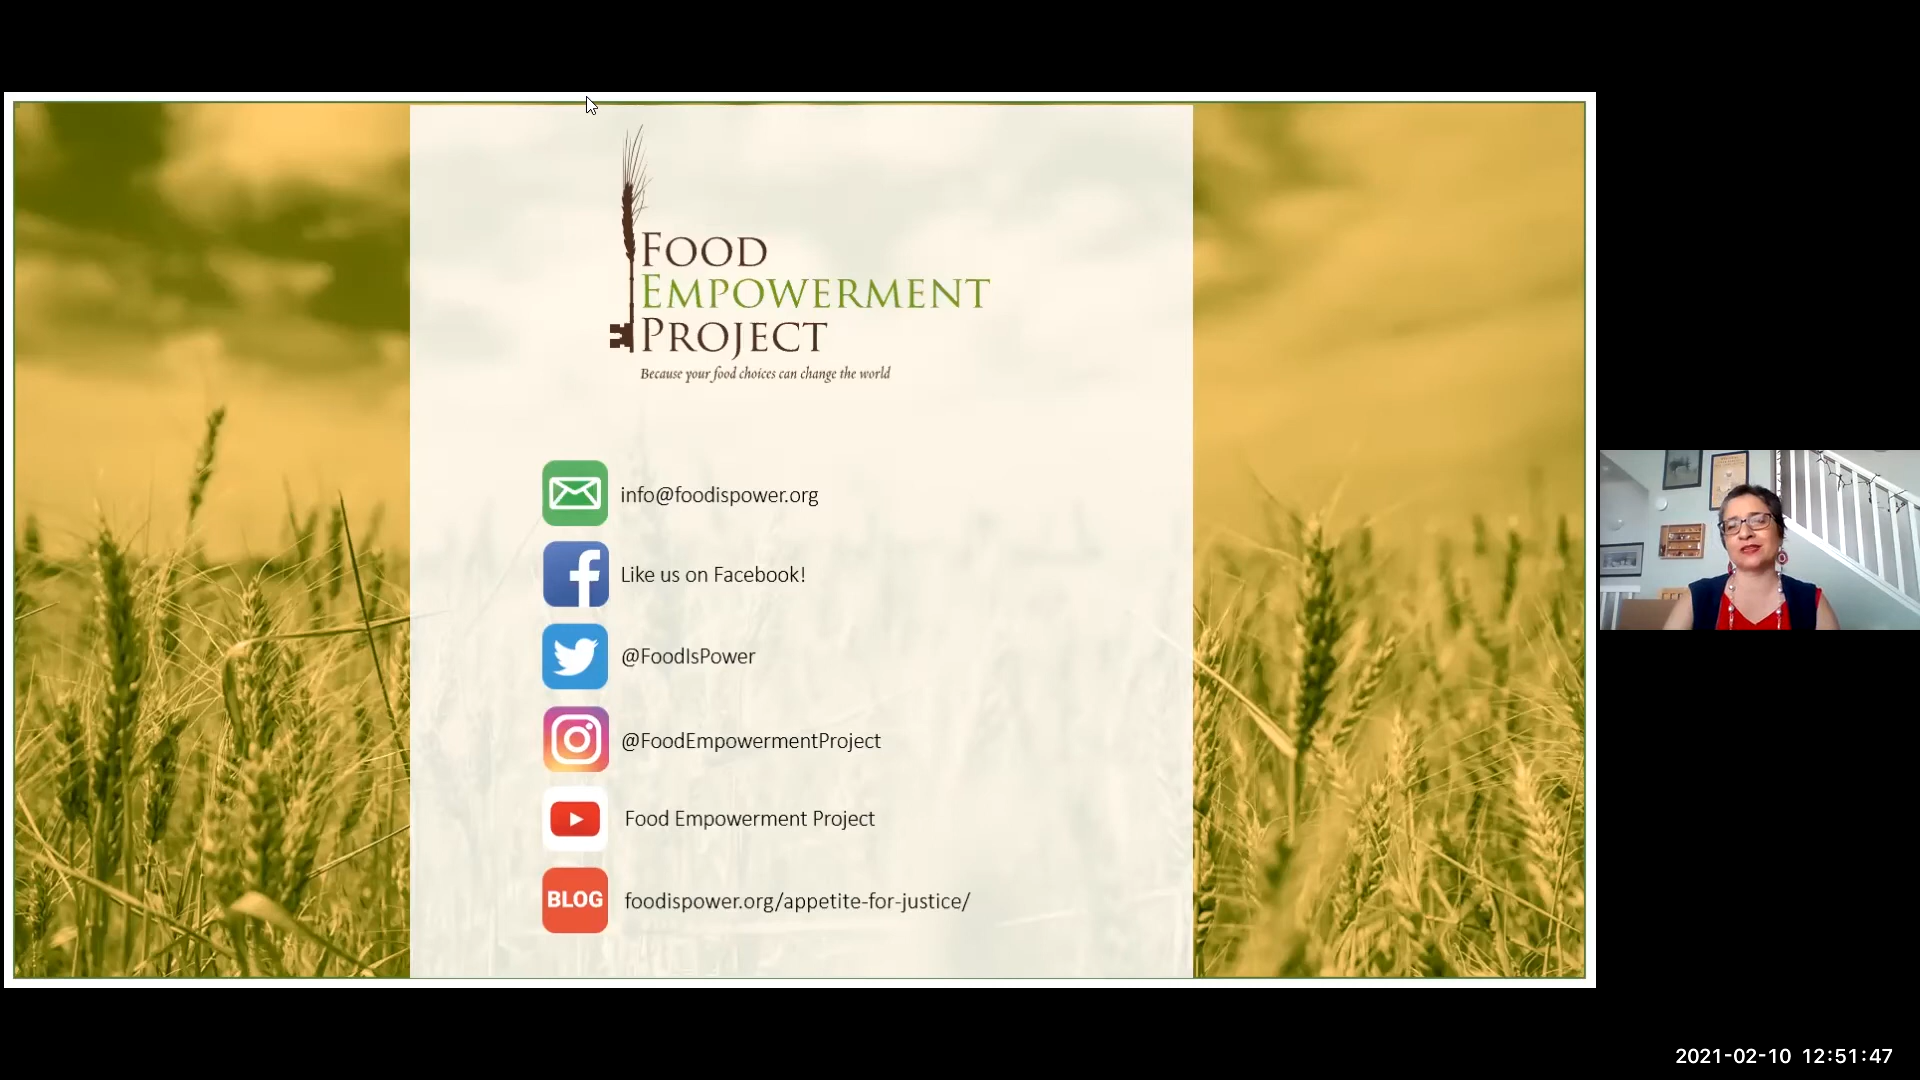 FOOD
EMPOWERMENT
PROJECT
Because your food choices can change the world
info@foodispower.org
Like us on Facebook!
@FoodIsPower
@FoodEmpowermentProject
Food Empowerment Project
BLOG foodispower.org/appetite-for-justice/
2021-02-10 12:51:47